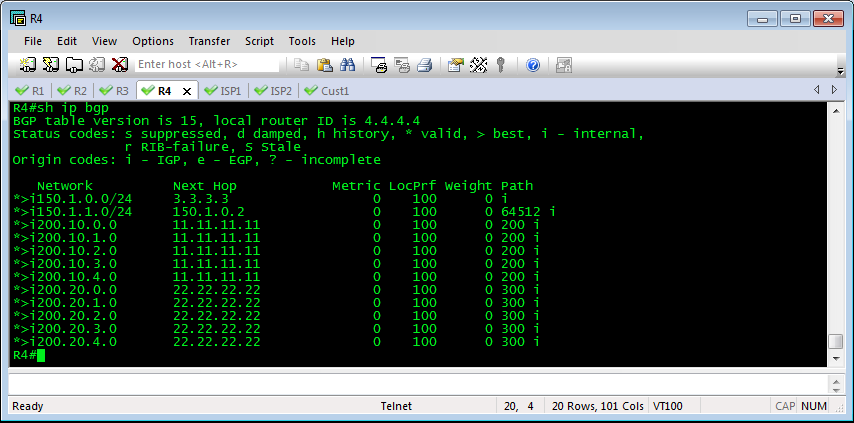 R4
File Edit View Options Transfer Script Tools Help
Enter host <Alt+R>
R1 R2 R3 R4 ISP1 ISP2 Cust1
R4#sh ip bgp
BGP table version is 15, local router ID is 4.4.4.4
Status codes: s suppressed, d damped, h history, * valid, > best, i - internal,
              r RIB-failure, S Stale
Origin codes: i - IGP, e - EGP, ? - incomplete
   Network          Next Hop            Metric LocPrf Weight Path
*>i150.1.0.0/24     3.3.3.3                  0    100      0 i
*>i150.1.1.0/24     150.1.0.2                0    100      0 64512 i
*>i200.10.0.0       11.11.11.11              0    100      0 200 i
*>i200.10.1.0       11.11.11.11              0    100      0 200 i
*>i200.10.2.0       11.11.11.11              0    100      0 200 i
*>i200.10.3.0       11.11.11.11              0    100      0 200 i
*>i200.10.4.0       11.11.11.11              0    100      0 200 i
*>i200.20.0.0       22.22.22.22              0    100      0 300 i
*>i200.20.1.0       22.22.22.22              0    100      0 300 i
*>i200.20.2.0       22.22.22.22              0    100      0 300 i
*>i200.20.3.0       22.22.22.22              0    100      0 300 i
*>i200.20.4.0       22.22.22.22              0    100      0 300 i
R4#
Ready Telnet 20, 4 20 Rows, 101 Cols VT100 CAP NUM